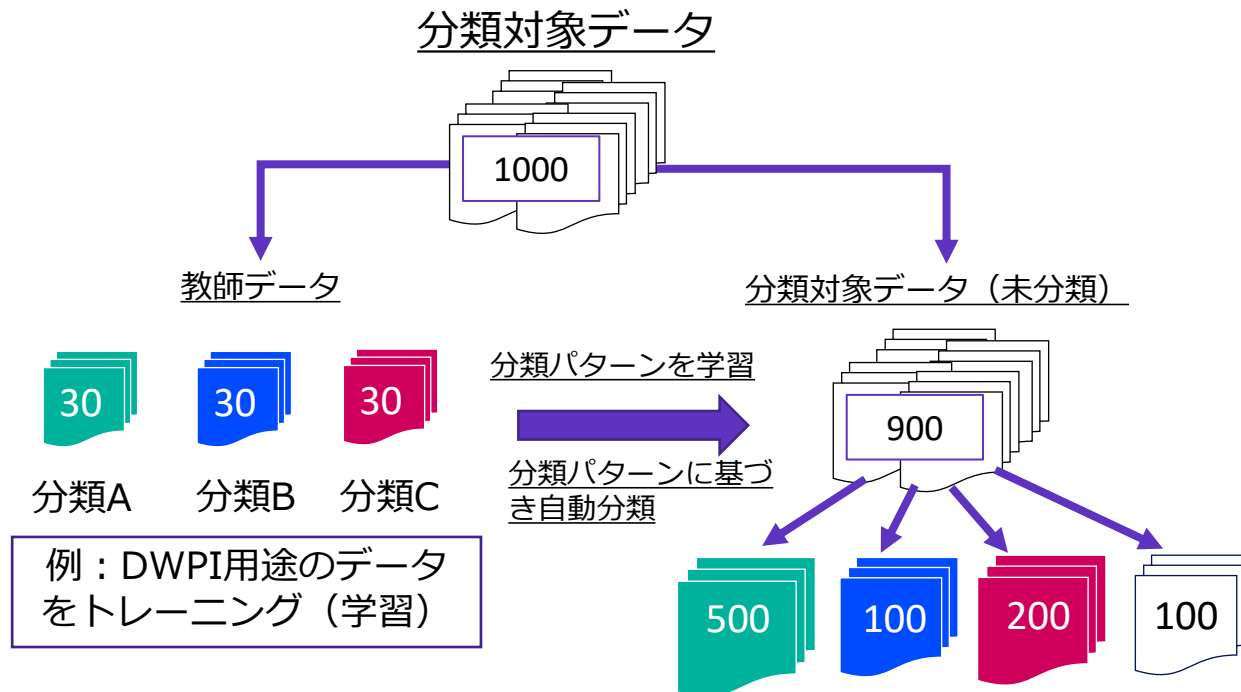 分類対象データ
1000
教師データ
分類対象データ（未分類）
30
30
30
分類A
分類B
分類C
分類パターンを学習
分類パターンに基づ
き自動分類
900
例：DWPI用途のデータ
をトレーニング（学習）
500
100
200
100